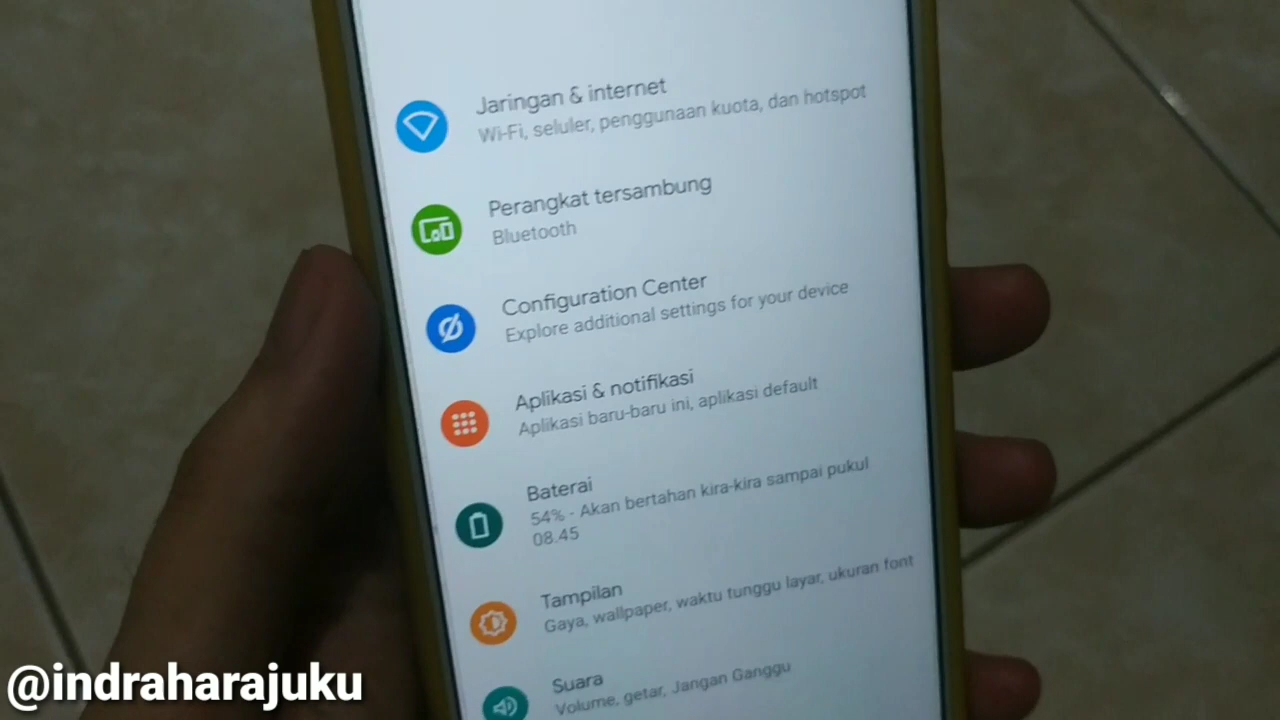 Jaringan & internet
Wi-Fi, seluler, penggunaan kuota, dan hotspot
Perangkat tersambung
Bluetooth
Configuration Center
Explore additional settings for your device
Aplikasi & notifikasi
Aplikasi baru-baru ini, aplikasi default
Baterai
54% - Akan bertahan kira-kira sampai pukul
08.45
Tampilan
Gaya, wallpaper, waktu tunggu layar, ukuran font
Suara
Volume, getar, Jangan Ganggu
@indraharajuku